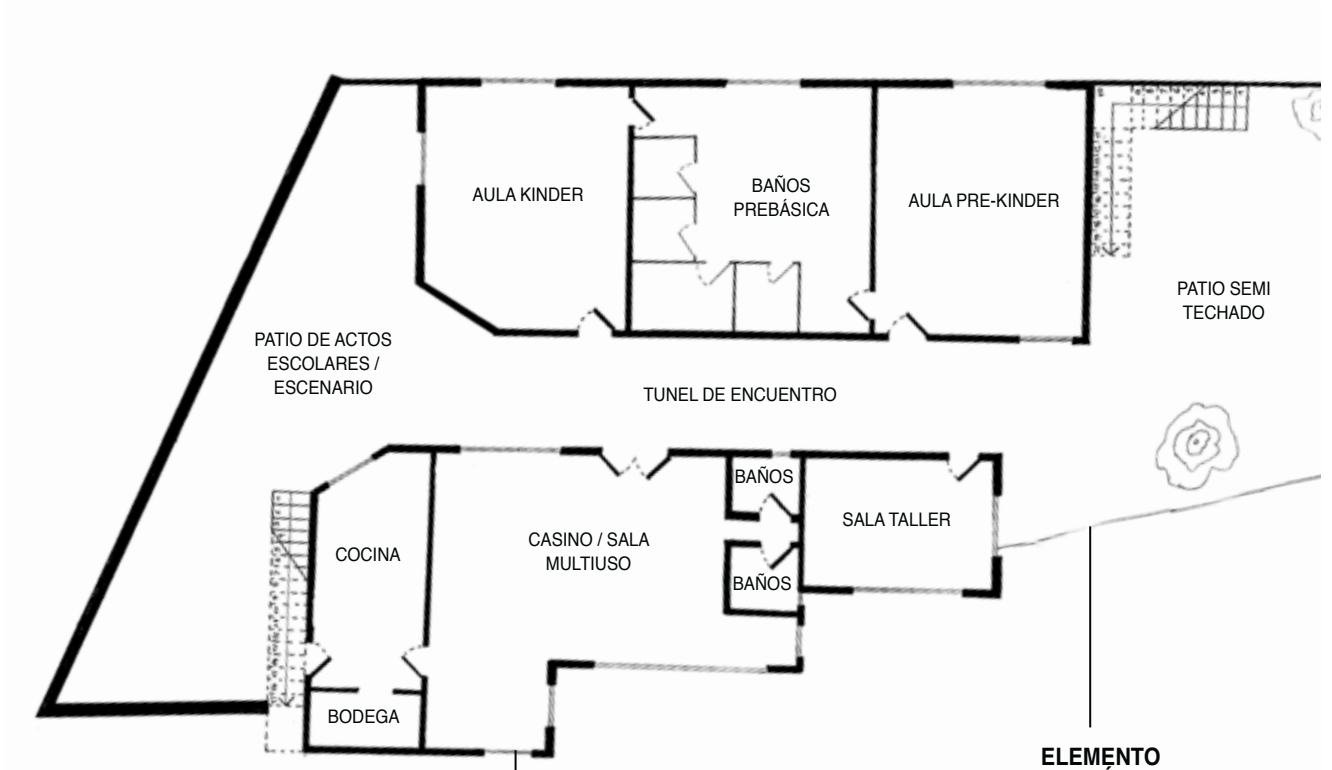 AULA KINDER
BAÑOS
PREBÁSICA
AULA PRE-KINDER
PATIO SEMI
TECHADO
PATIO DE ACTOS
ESCOLARES /
ESCENARIO
TUNEL DE ENCUENTRO
BAÑOS
SALA TALLER
COCINA
CASINO / SALA
MULTIUSO
BAÑOS
BODEGA
ELEMENTO